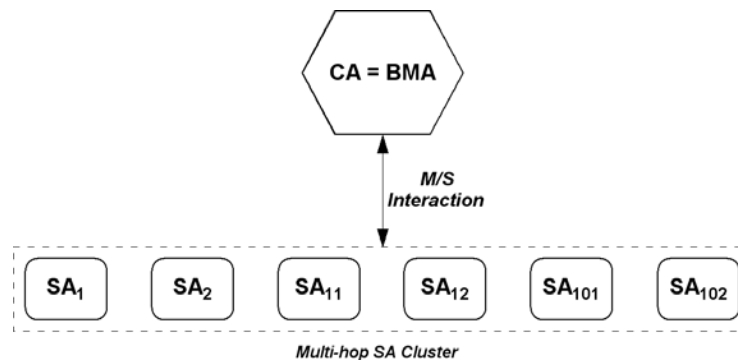 CA = BMA
M/S
Interaction
SA₁ SA₂ SA₁₁ SA₁₂ SA₁₀₁ SA₁₀₂
Multi-hop SA Cluster